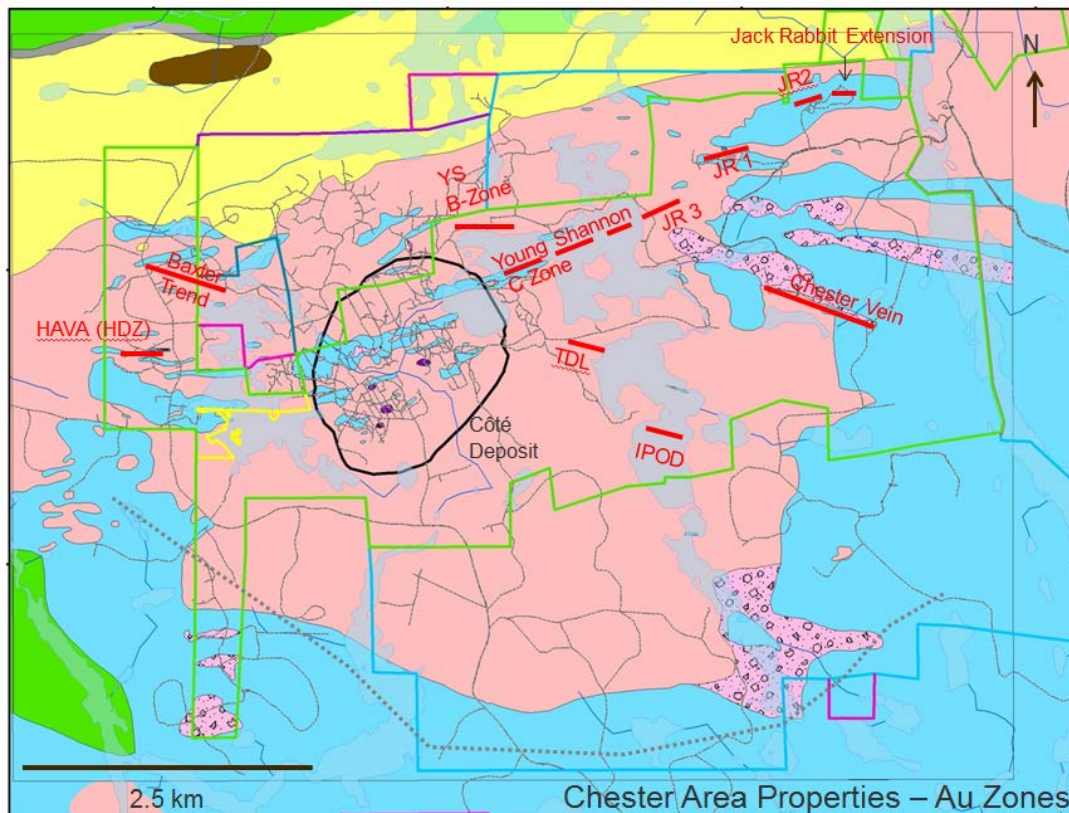 Jack Rabbit Extension
N
JR2
JR 1
YS
B-Zone
JR 3
Young Shannon
C Zone
Baxter
Trend
Chester Vein
HAVA (HDZ)
TDL
Côté
Deposit
IPOD
2.5 km
Chester Area Properties – Au Zones